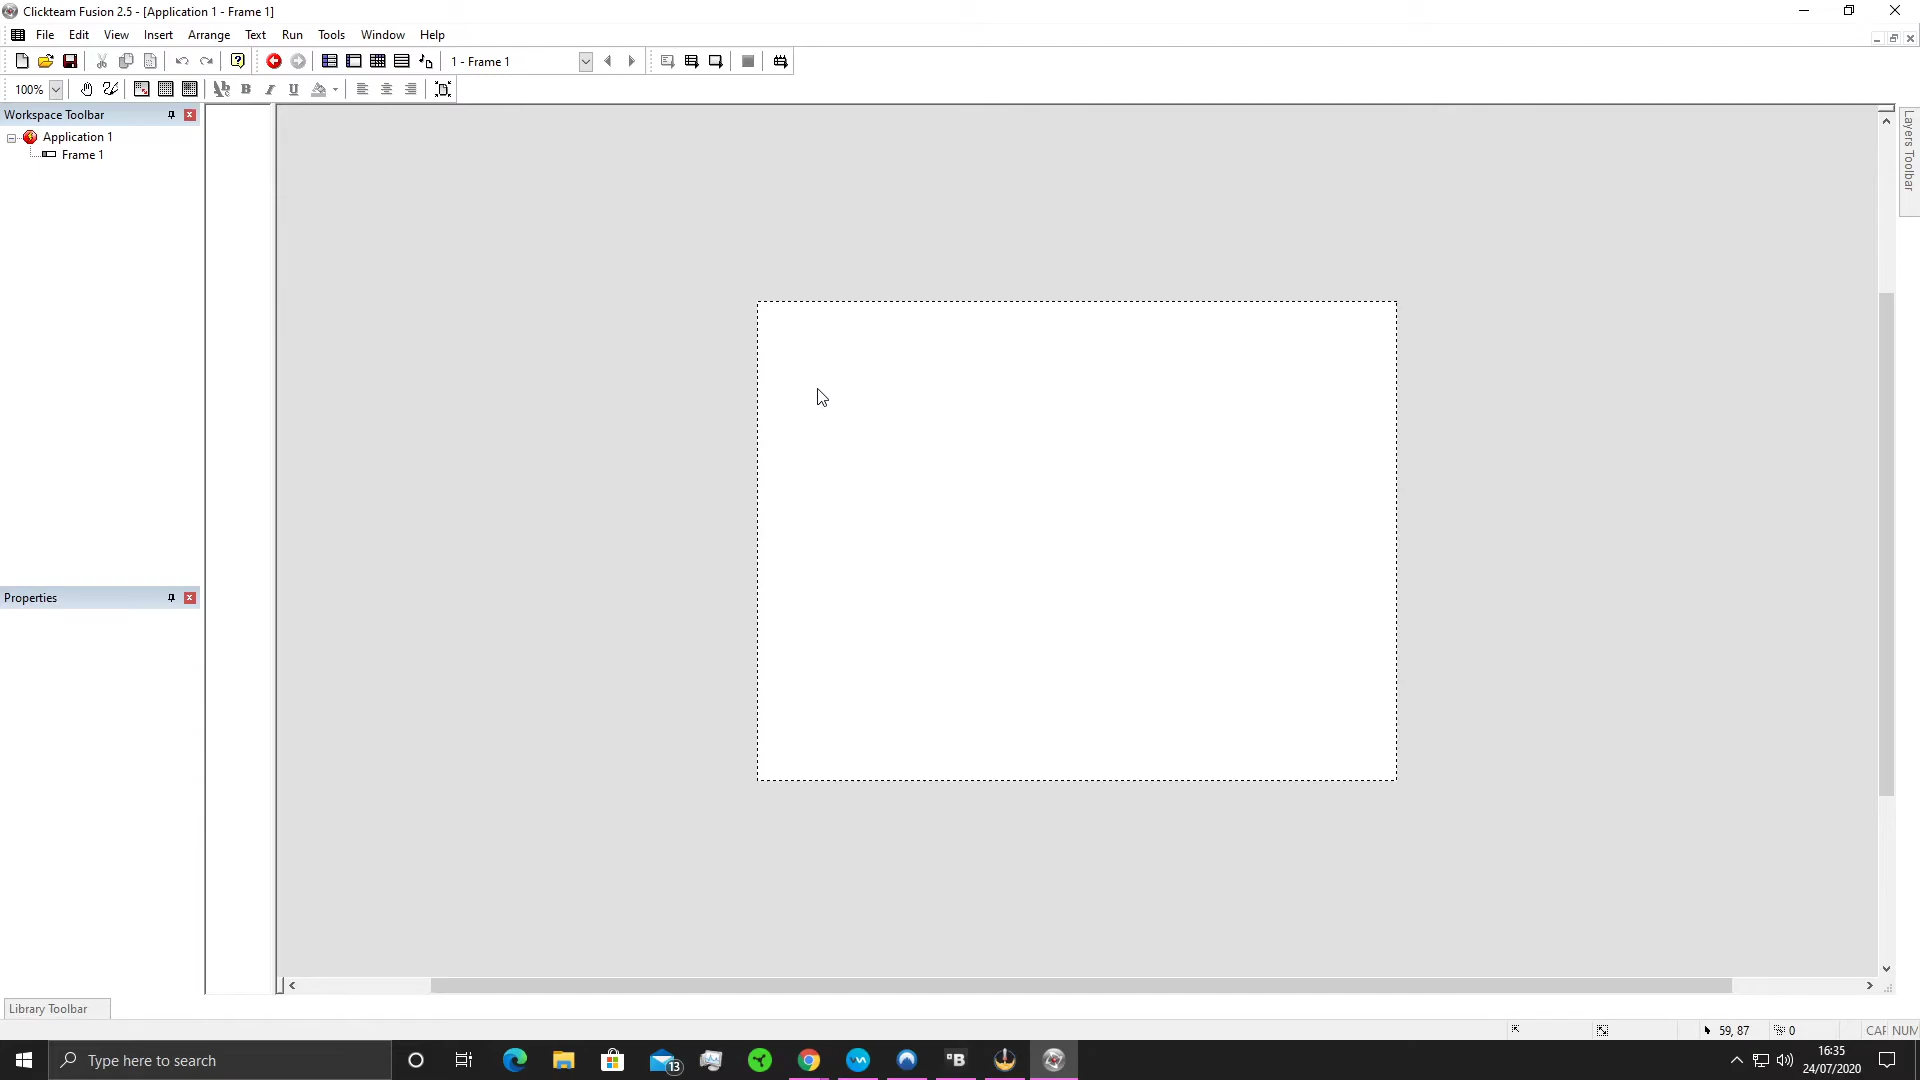 Clickteam Fusion 2.5 - [Application 1 - Frame 1]
File Edit View Insert Arrange Text Run Tools Window Help
1 - Frame 1
100%
Workspace Toolbar
Application 1
Frame 1
Layers Toolbar
Properties
Library Toolbar
59, 87
0
CAP NUM
Type here to search
13
16:35
24/07/2020